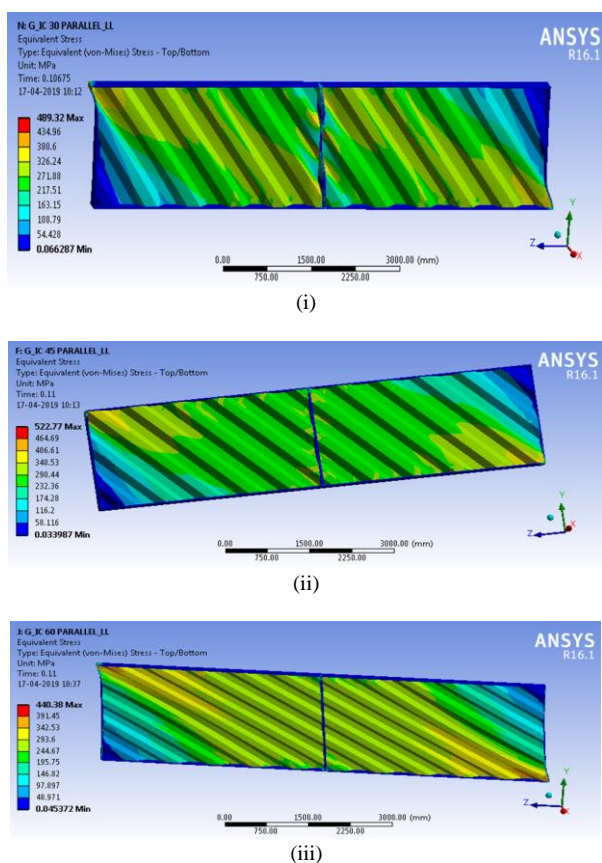 N: G_IC 30 PARALLEL_LL
Equivalent Stress
Type: Equivalent (von-Mises) Stress - Top/Bottom
Unit: MPa
Time: 0.10675
17-04-2019 10:12
489.32 Max
434.96
380.6
326.24
271.88
217.51
163.15
108.79
54.428
0.066287 Min
ANSYS
R16.1
0.00 1500.00 3000.00 (mm)
750.00 2250.00
Y
Z
X
(i)
F: G_IC 45 PARALLEL_LL
Equivalent Stress
Type: Equivalent (von-Mises) Stress - Top/Bottom
Unit: MPa
Time: 0.11
17-04-2019 10:13
522.77 Max
464.69
406.61
348.53
290.44
232.36
174.28
116.2
58.116
0.033987 Min
ANSYS
R16.1
0.00 1500.00 3000.00 (mm)
750.00 2250.00
Y
Z
X
(ii)
J: G_IC 60 PARALLEL_LL
Equivalent Stress
Type: Equivalent (von-Mises) Stress - Top/Bottom
Unit: MPa
Time: 0.11
17-04-2019 10:37
440.38 Max
391.45
342.53
293.6
244.67
195.75
146.82
97.897
48.971
0.045372 Min
ANSYS
R16.1
0.00 1500.00 3000.00 (mm)
750.00 2250.00
Y
Z
X
(iii)